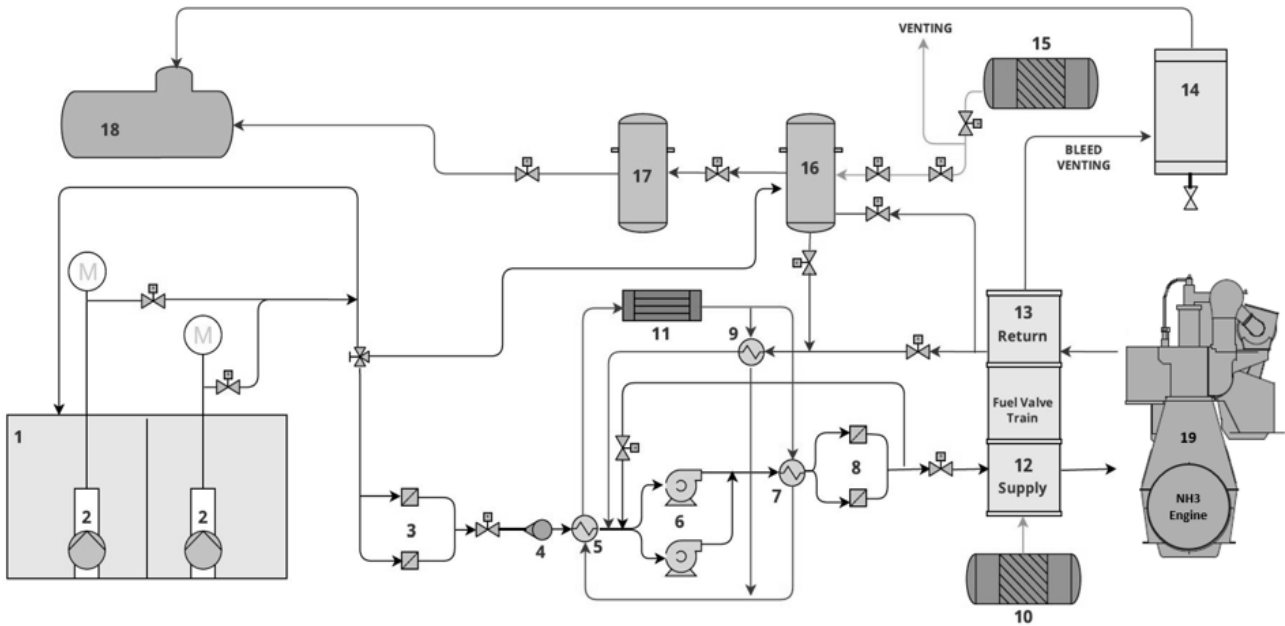 VENTING
15
14
18
BLEED
VENTING
17
16
M
M
11
9
13
Return
Fuel Valve
Train
12
Supply
19
NH3
Engine
1
2
2
3
4
5
6
7
8
10